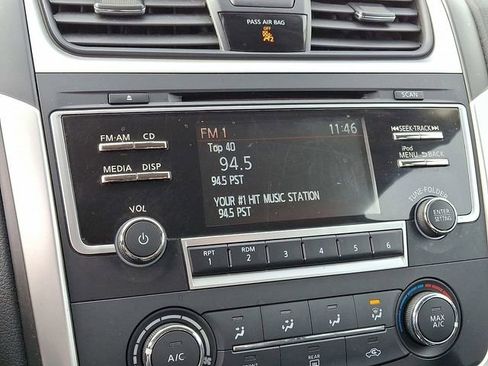 PASS AIR BAG
OFF
SCAN
FM·AM CD
FM 1 11:46
SEEK·TRACK
Top 40
94.5
94.5 PST
iPod
MENU BACK
MEDIA DISP
YOUR #1 HIT MUSIC STATION
94.5 PST
TUNE·FOLDER
ENTER
SETTING
VOL
RPT
1
RDM
2
3
4
5
6
A/C
REAR
MAX
A/C